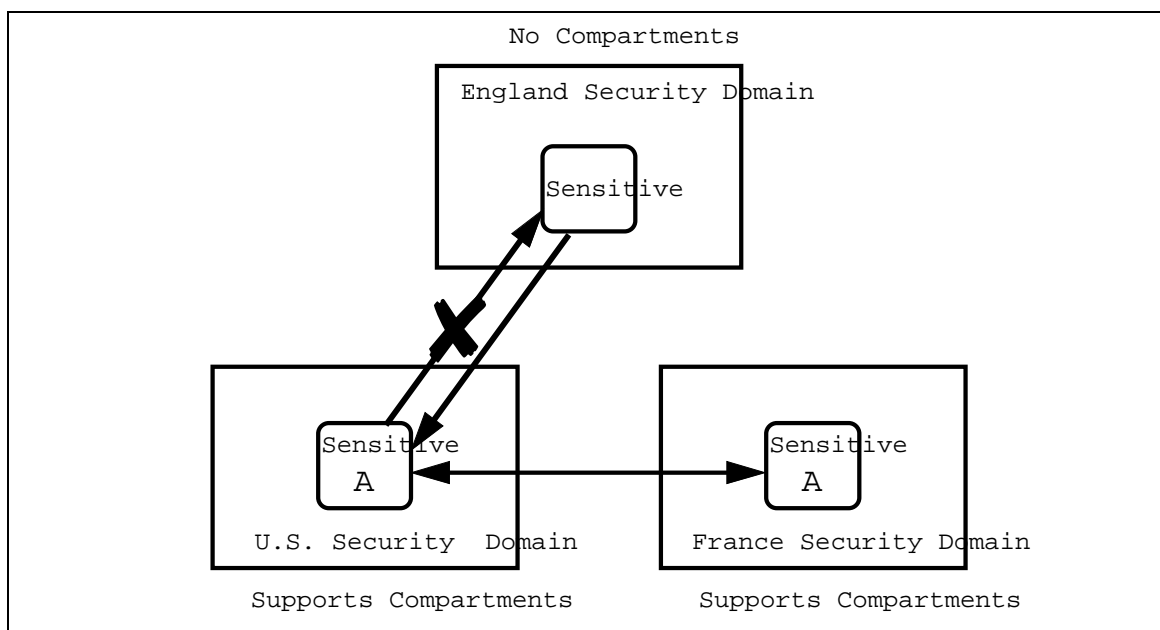 No Compartments
England Security Domain
Sensitive
Sensitive
A
Sensitive
A
U.S. Security Domain
France Security Domain
Supports Compartments
Supports Compartments